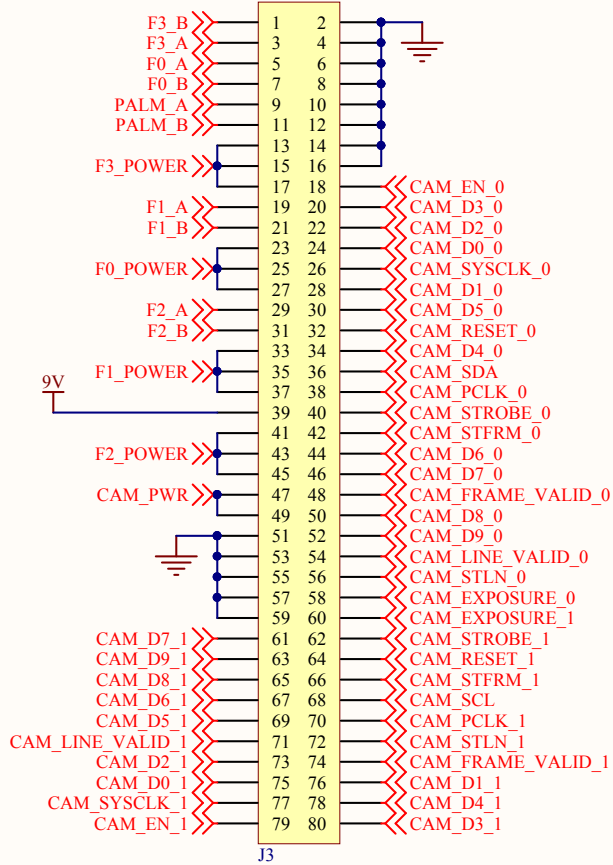 F3_B 1 2
F3_A 3 4
F0_A 5 6
F0_B 7 8
PALM_A 9 10
PALM_B 11 12
13 14
F3_POWER 15 16
17 18 CAM_EN_0
F1_A 19 20 CAM_D3_0
F1_B 21 22 CAM_D2_0
23 24 CAM_D0_0
F0_POWER 25 26 CAM_SYSCLK_0
27 28 CAM_D1_0
F2_A 29 30 CAM_D5_0
F2_B 31 32 CAM_RESET_0
33 34 CAM_D4_0
F1_POWER 35 36 CAM_SDA
9V 37 38 CAM_PCLK_0
39 40 CAM_STROBE_0
41 42 CAM_STFRM_0
F2_POWER 43 44 CAM_D6_0
45 46 CAM_D7_0
CAM_PWR 47 48 CAM_FRAME_VALID_0
49 50 CAM_D8_0
51 52 CAM_D9_0
53 54 CAM_LINE_VALID_0
55 56 CAM_STLN_0
57 58 CAM_EXPOSURE_0
59 60 CAM_EXPOSURE_1
CAM_D7_1 61 62 CAM_STROBE_1
CAM_D9_1 63 64 CAM_RESET_1
CAM_D8_1 65 66 CAM_STFRM_1
CAM_D6_1 67 68 CAM_SCL
CAM_D5_1 69 70 CAM_PCLK_1
CAM_LINE_VALID_1 71 72 CAM_STLN_1
CAM_D2_1 73 74 CAM_FRAME_VALID_1
CAM_D0_1 75 76 CAM_D1_1
CAM_SYSCLK_1 77 78 CAM_D4_1
CAM_EN_1 79 80 CAM_D3_1
J3